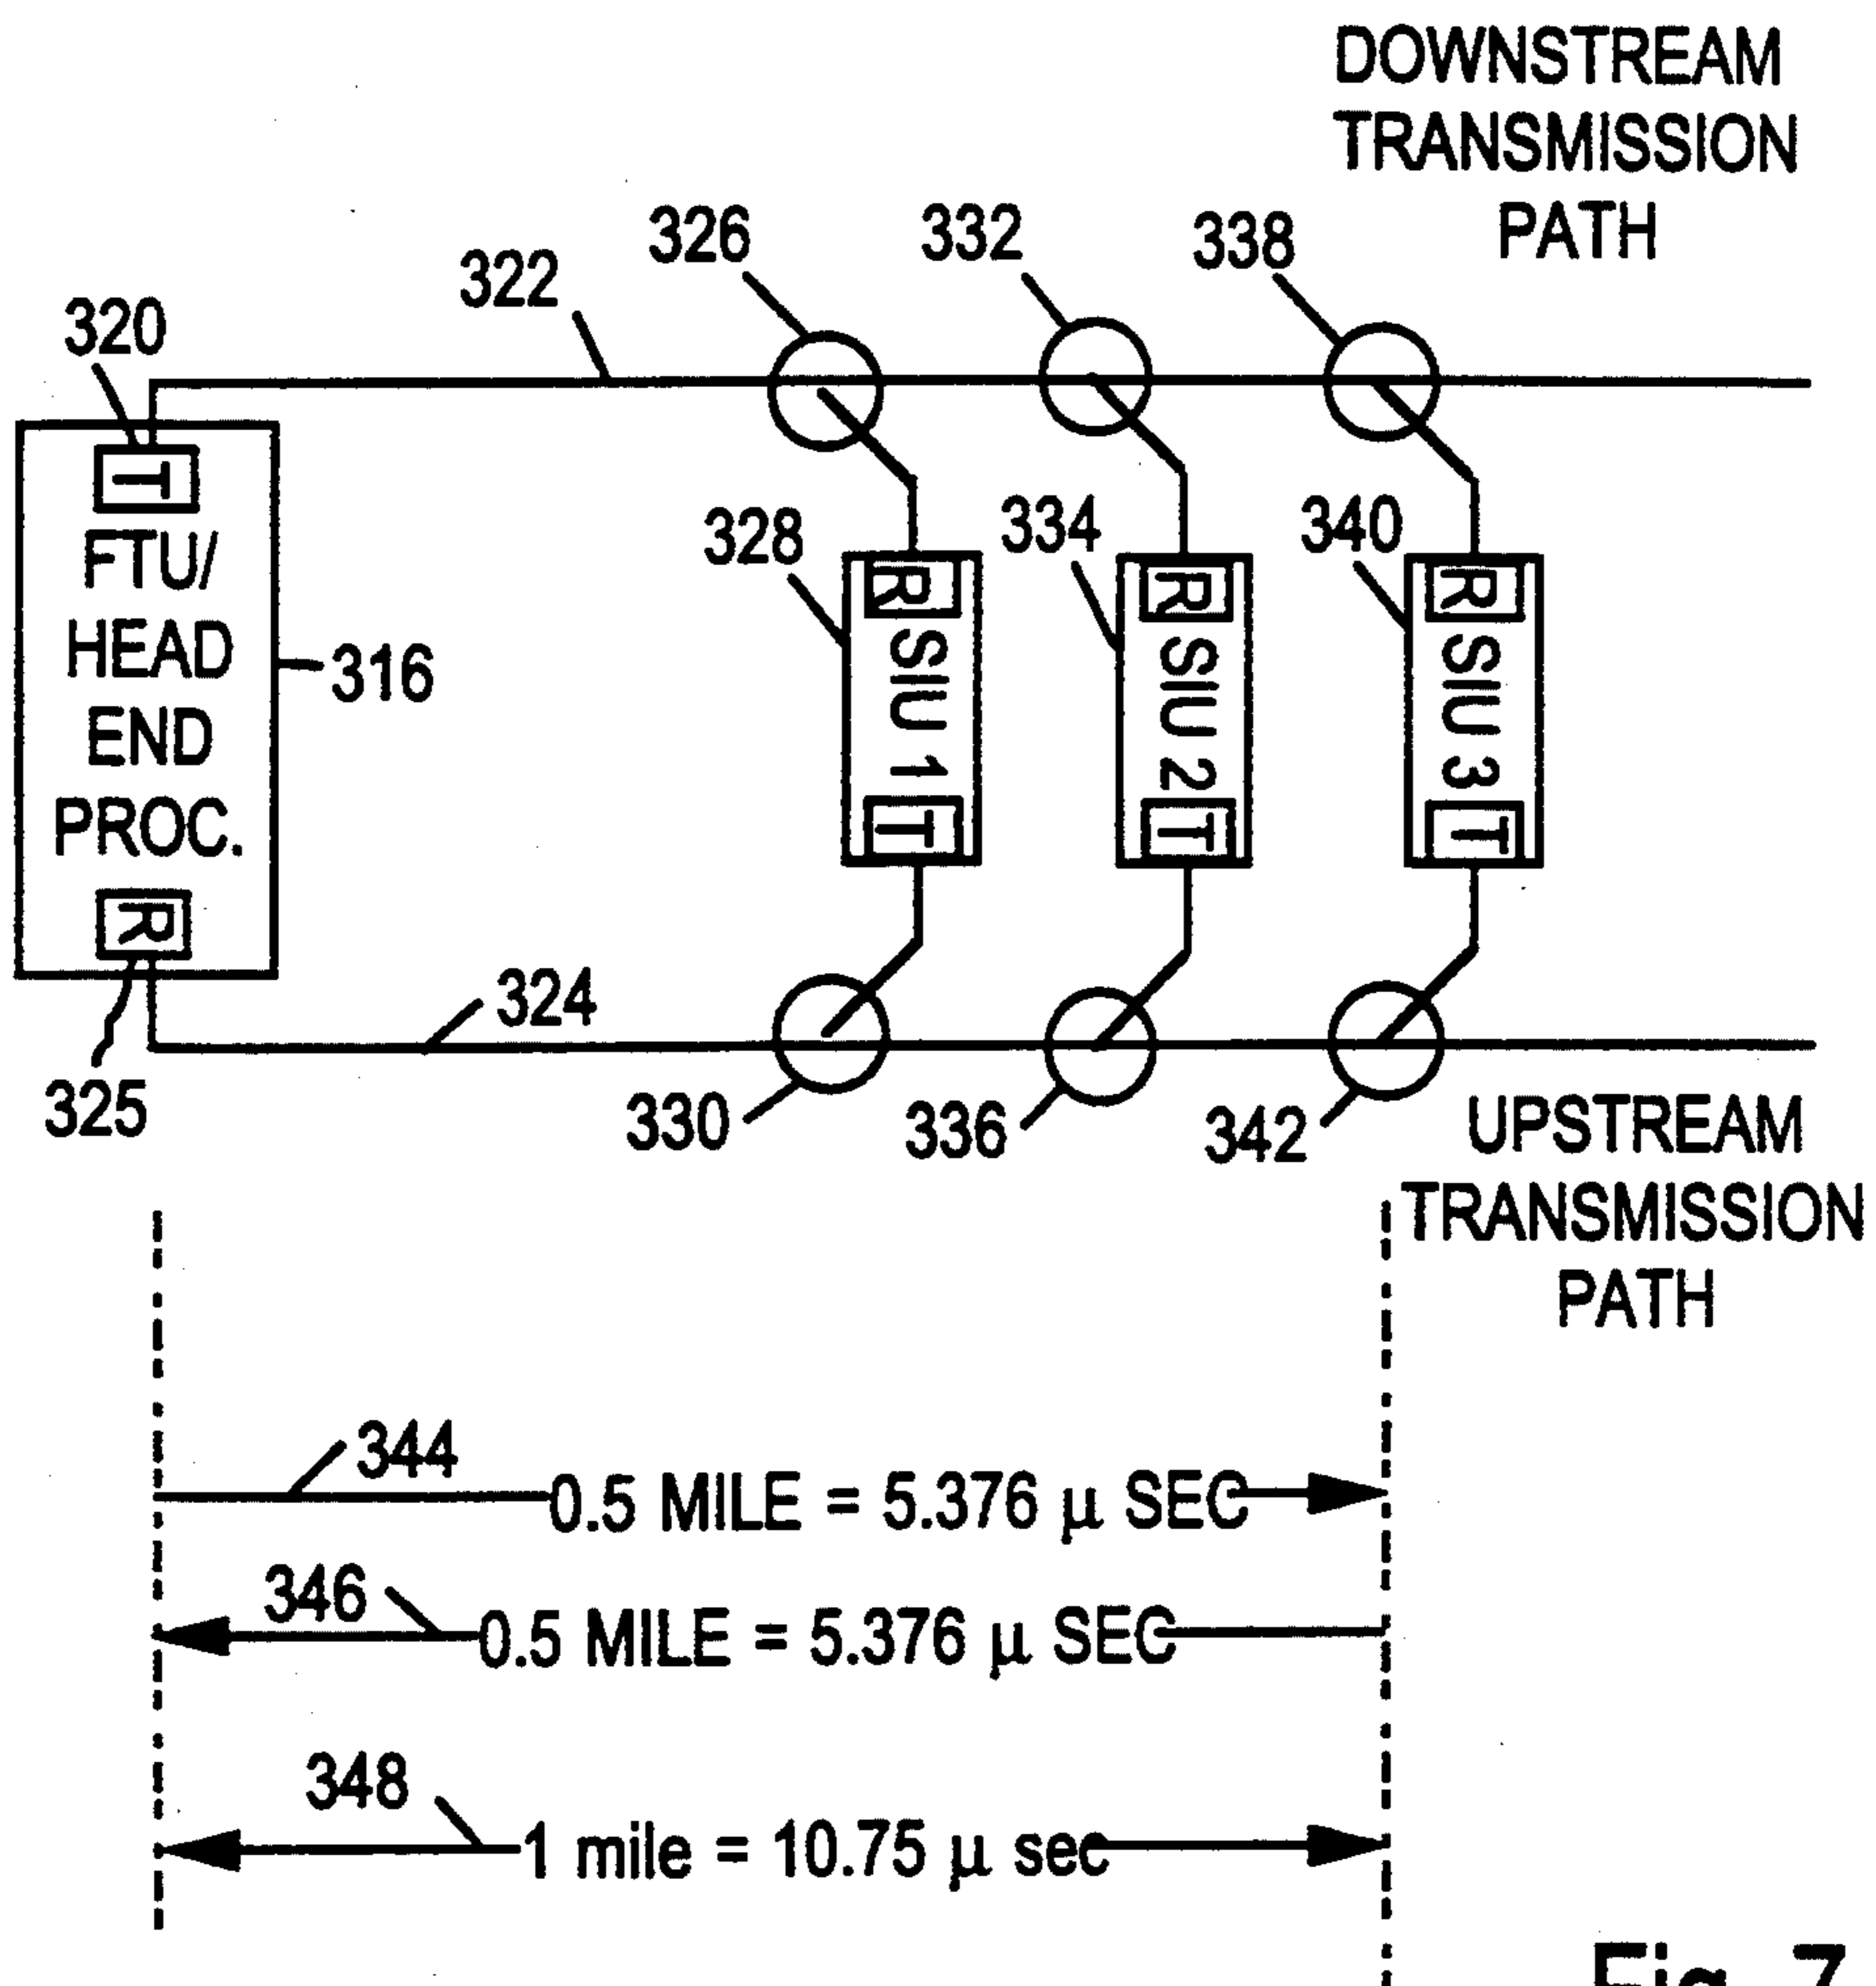 DOWNSTREAM
TRANSMISSION
PATH
326
332
338
322
320
T
FTU/
HEAD
END
PROC.
R
316
328
334
340
R
SIU 1
T
R
SIU 2
T
R
SIU 3
T
324
325
330
336
342
UPSTREAM
TRANSMISSION
PATH
344
0.5 MILE = 5.376 µ SEC
346
0.5 MILE = 5.376 µ SEC
348
1 mile = 10.75 µ sec
Fig. 7